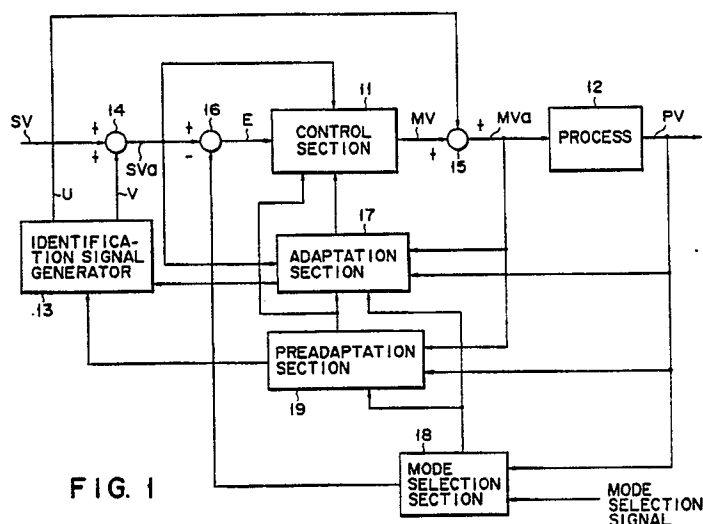 11
12
14
16
CONTROL
SECTION
PROCESS
SV
+
+
SVa
+
-
E
MV
+
15
+
MVa
PV
U
V
IDENTIFICA-
TION SIGNAL
GENERATOR
13
17
ADAPTATION
SECTION
PREADAPTATION
SECTION
19
18
MODE
SELECTION
SECTION
MODE
SELECTION
SIGNAL
FIG. 1